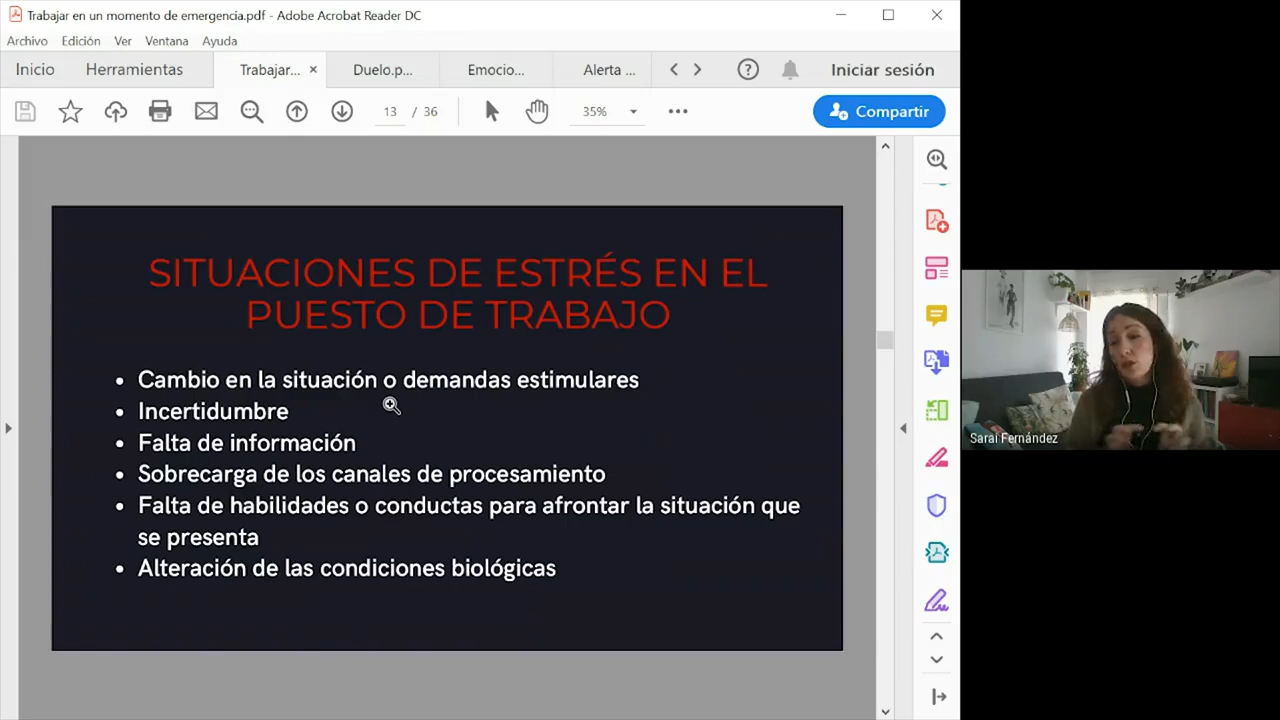 Trabajar en un momento de emergencia.pdf - Adobe Acrobat Reader DC
Archivo Edición Ver Ventana Ayuda
Inicio Herramientas Trabajar... × Duelo.p... Emocio... Alerta ... Iniciar sesión
13 / 36 35% Compartir
SITUACIONES DE ESTRÉS EN EL
PUESTO DE TRABAJO
• Cambio en la situación o demandas estimulares
• Incertidumbre
• Falta de información
• Sobrecarga de los canales de procesamiento
• Falta de habilidades o conductas para afrontar la situación que
se presenta
• Alteración de las condiciones biológicas
Saraí Fernández